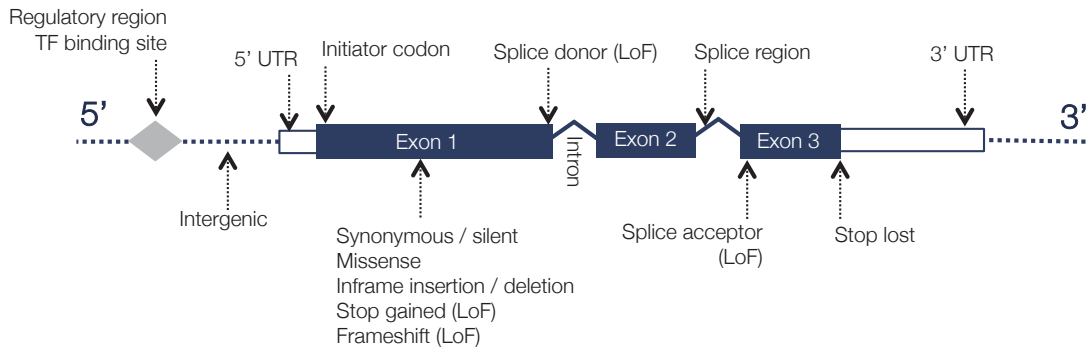 Regulatory region
TF binding site
5’ UTR
Initiator codon
Splice donor (LoF)
Splice region
3’ UTR
5’
3’
Exon 1
Intron
Exon 2
Exon 3
Intergenic
Synonymous / silent
Missense
Inframe insertion / deletion
Stop gained (LoF)
Frameshift (LoF)
Splice acceptor
(LoF)
Stop lost